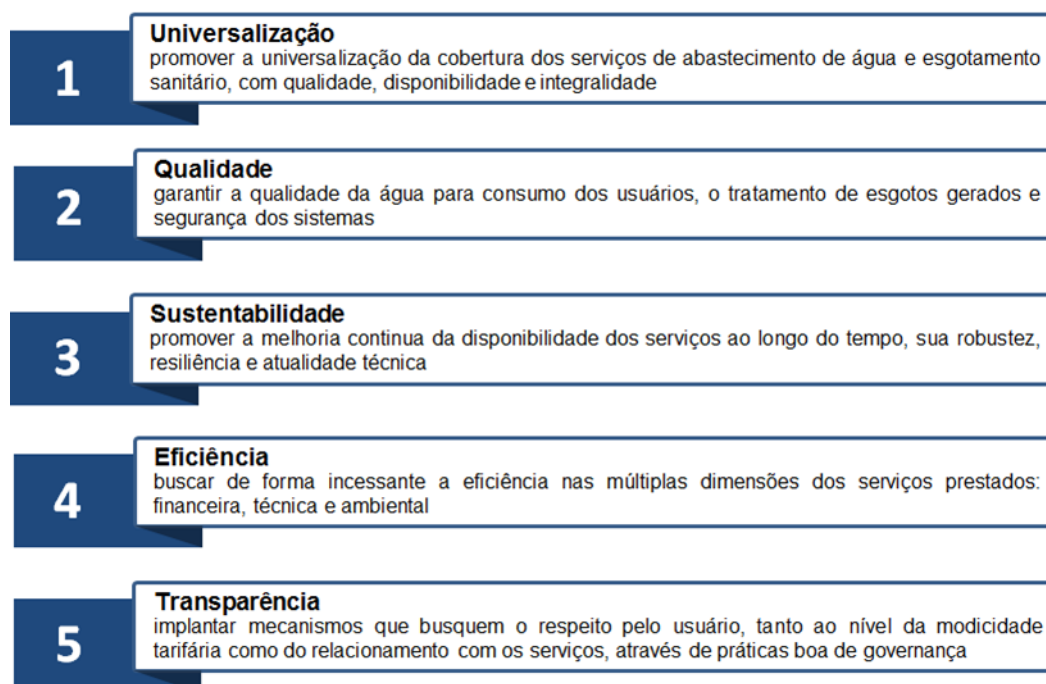 1
Universalização
promover a universalização da cobertura dos serviços de abastecimento de água e esgotamento
sanitário, com qualidade, disponibilidade e integralidade
2
Qualidade
garantir a qualidade da água para consumo dos usuários, o tratamento de esgotos gerados e
segurança dos sistemas
3
Sustentabilidade
promover a melhoria continua da disponibilidade dos serviços ao longo do tempo, sua robustez,
resiliência e atualidade técnica
4
Eficiência
buscar de forma incessante a eficiência nas múltiplas dimensões dos serviços prestados:
financeira, técnica e ambiental
5
Transparência
implantar mecanismos que busquem o respeito pelo usuário, tanto ao nível da modicidade
tarifária como do relacionamento com os serviços, através de práticas boa de governança